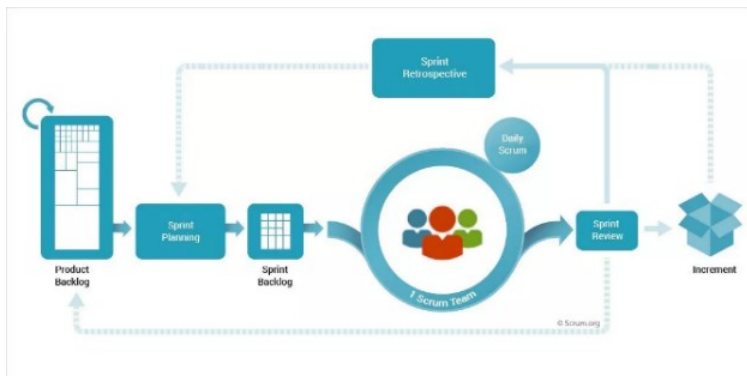 Sprint
Retrospective
Daily
Scrum
Sprint
Planning
Sprint
Review
Product
Backlog
Sprint
Backlog
1 Scrum Team
Increment
© Scrum.org